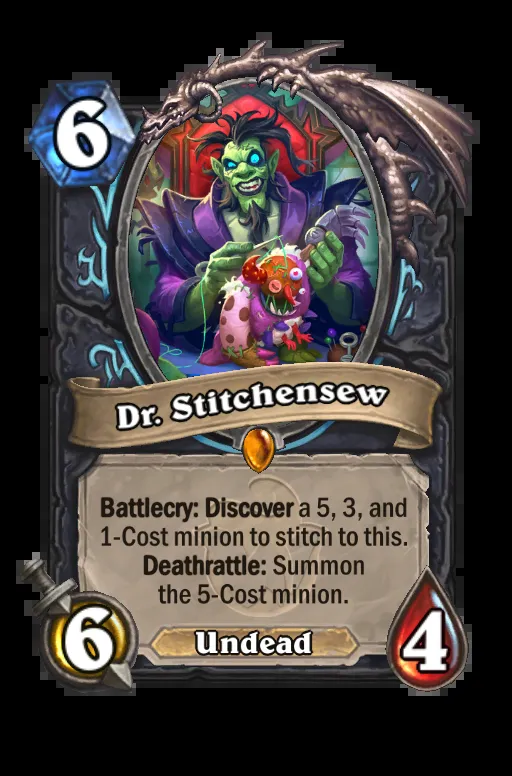 6
Dr. Stitchensew
Battlecry: Discover a 5, 3, and
1-Cost minion to stitch to this.
Deathrattle: Summon
the 5-Cost minion.
6
Undead
4